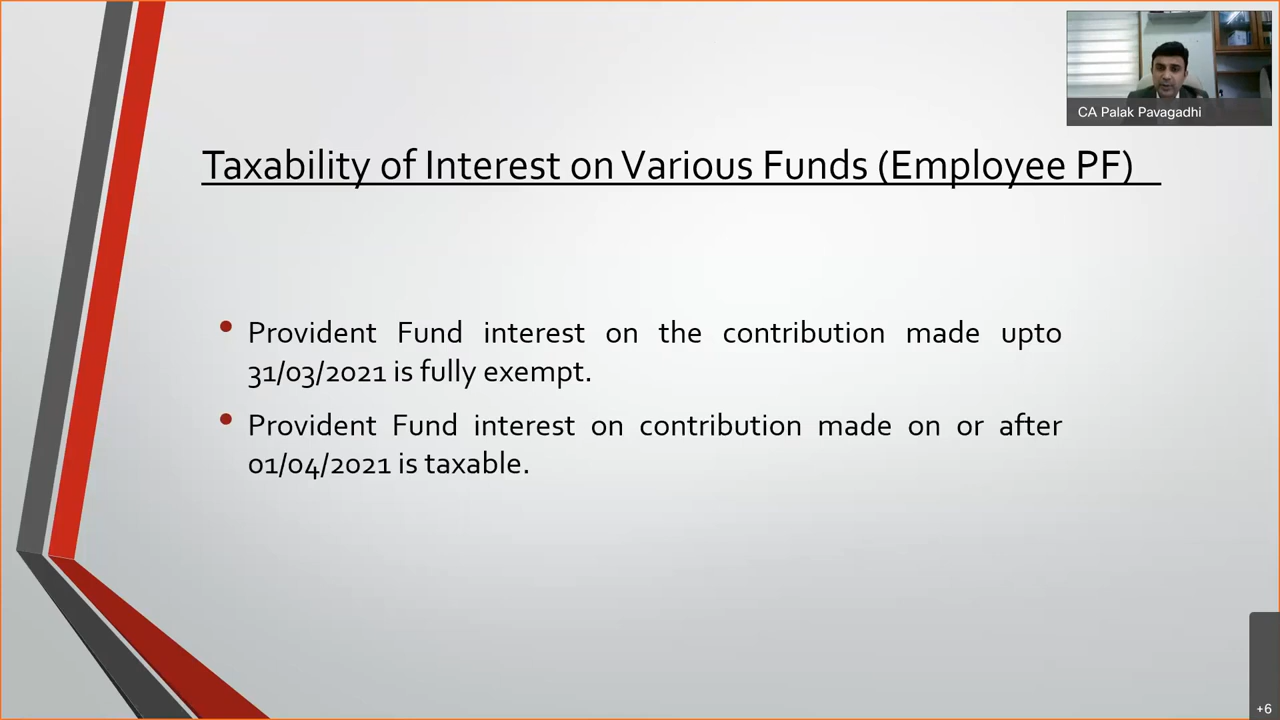 CA Palak Pavagadhi
Taxability of Interest on Various Funds (Employee PF)
Provident Fund interest on the contribution made upto
31/03/2021 is fully exempt.
Provident Fund interest on contribution made on or after
01/04/2021 is taxable.
+6